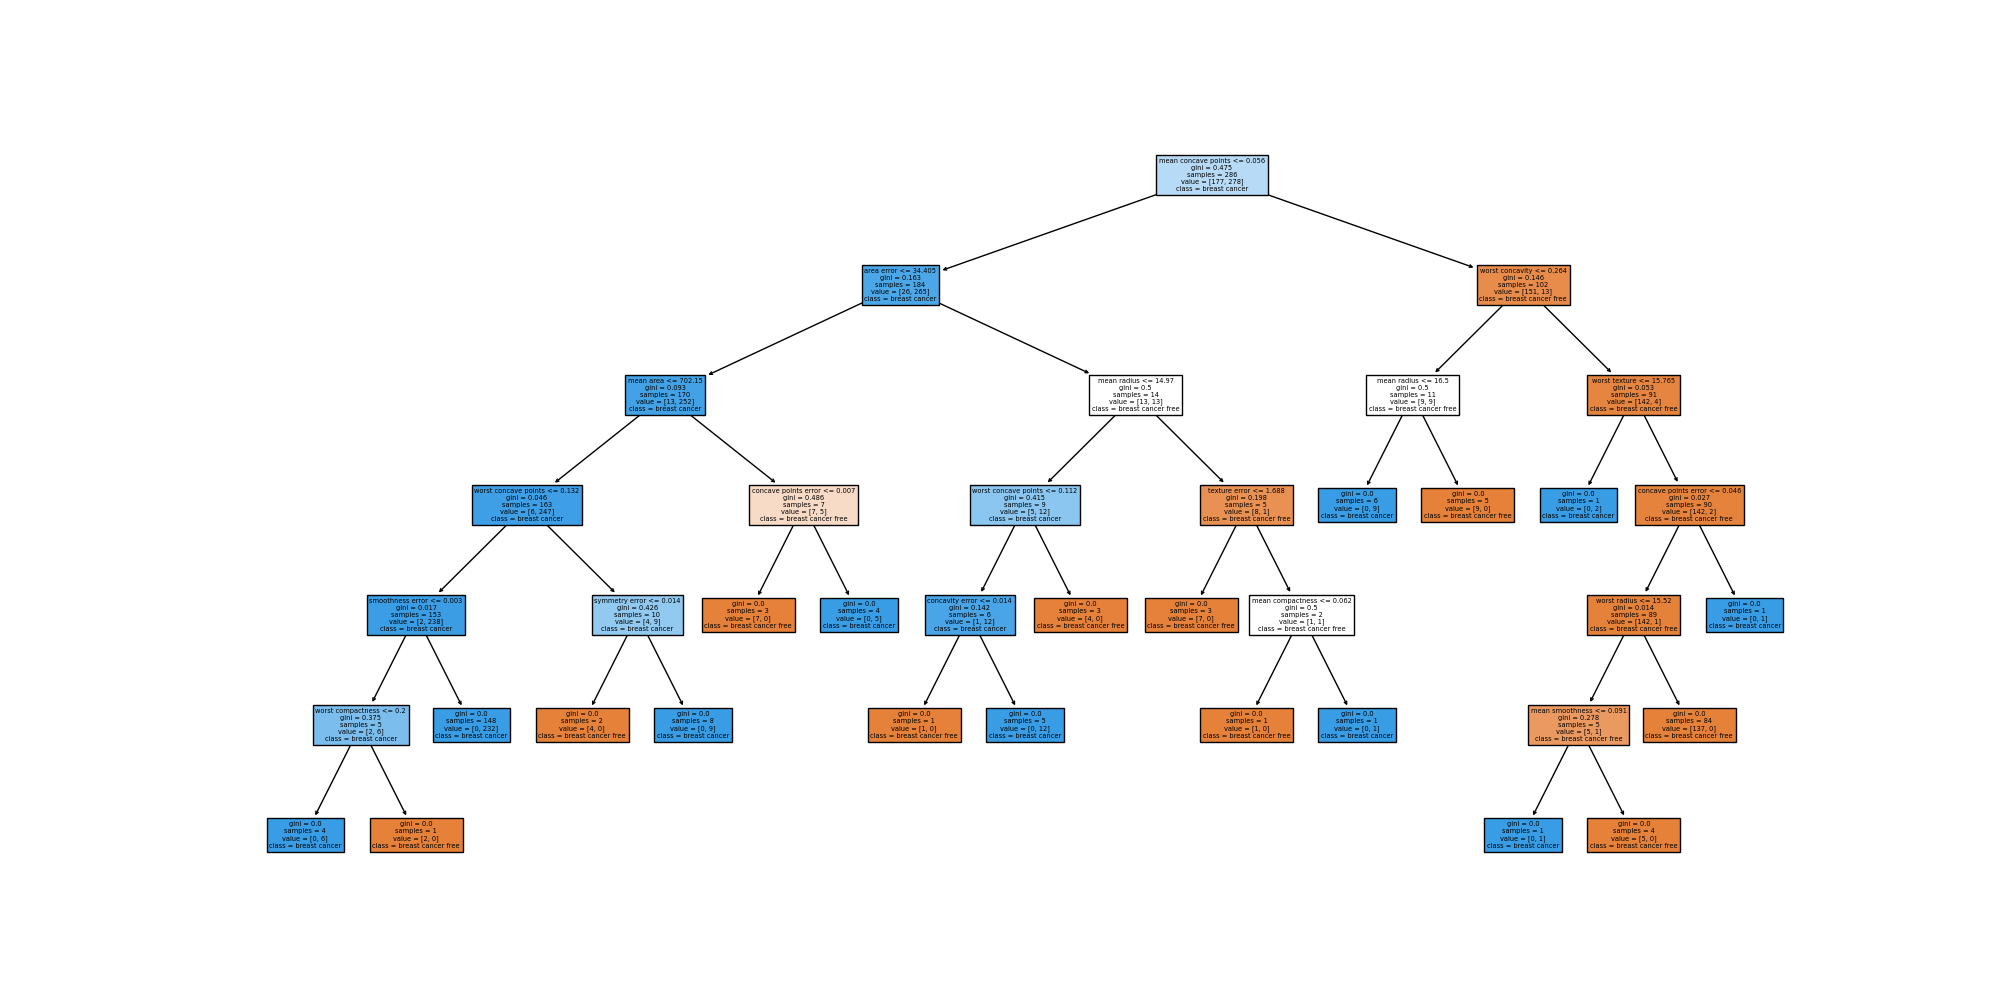 mean concave points <= 0.056
gini = 0.475
samples = 286
value = [177, 278]
class = breast cancer
area error <= 34.405
gini = 0.163
samples = 184
value = [26, 265]
class = breast cancer
worst concavity <= 0.264
gini = 0.146
samples = 102
value = [151, 13]
class = breast cancer free
mean area <= 702.15
gini = 0.093
samples = 170
value = [13, 252]
class = breast cancer
mean radius <= 14.97
gini = 0.5
samples = 14
value = [13, 13]
class = breast cancer free
mean radius <= 16.5
gini = 0.5
samples = 11
value = [9, 9]
class = breast cancer free
worst texture <= 15.765
gini = 0.053
samples = 91
value = [142, 4]
class = breast cancer free
worst concave points <= 0.132
gini = 0.046
samples = 163
value = [6, 247]
class = breast cancer
concave points error <= 0.007
gini = 0.486
samples = 7
value = [7, 5]
class = breast cancer free
worst concave points <= 0.112
gini = 0.415
samples = 9
value = [5, 12]
class = breast cancer
texture error <= 1.688
gini = 0.198
samples = 5
value = [8, 1]
class = breast cancer free
gini = 0.0
samples = 6
value = [0, 9]
class = breast cancer
gini = 0.0
samples = 5
value = [9, 0]
class = breast cancer free
gini = 0.0
samples = 1
value = [0, 2]
class = breast cancer
concave points error <= 0.046
gini = 0.027
samples = 90
value = [142, 2]
class = breast cancer free
smoothness error <= 0.003
gini = 0.017
samples = 153
value = [2, 238]
class = breast cancer
symmetry error <= 0.014
gini = 0.426
samples = 10
value = [4, 9]
class = breast cancer
gini = 0.0
samples = 3
value = [7, 0]
class = breast cancer free
gini = 0.0
samples = 4
value = [0, 5]
class = breast cancer
concavity error <= 0.014
gini = 0.142
samples = 6
value = [1, 12]
class = breast cancer
gini = 0.0
samples = 3
value = [4, 0]
class = breast cancer free
gini = 0.0
samples = 3
value = [7, 0]
class = breast cancer free
mean compactness <= 0.062
gini = 0.5
samples = 2
value = [1, 1]
class = breast cancer free
worst radius <= 15.52
gini = 0.014
samples = 89
value = [142, 1]
class = breast cancer free
gini = 0.0
samples = 1
value = [0, 1]
class = breast cancer
worst compactness <= 0.2
gini = 0.375
samples = 5
value = [2, 6]
class = breast cancer
gini = 0.0
samples = 148
value = [0, 232]
class = breast cancer
gini = 0.0
samples = 2
value = [4, 0]
class = breast cancer free
gini = 0.0
samples = 8
value = [0, 9]
class = breast cancer
gini = 0.0
samples = 1
value = [1, 0]
class = breast cancer free
gini = 0.0
samples = 5
value = [0, 12]
class = breast cancer
gini = 0.0
samples = 1
value = [1, 0]
class = breast cancer free
gini = 0.0
samples = 1
value = [0, 1]
class = breast cancer
mean smoothness <= 0.091
gini = 0.278
samples = 5
value = [5, 1]
class = breast cancer free
gini = 0.0
samples = 84
value = [137, 0]
class = breast cancer free
gini = 0.0
samples = 4
value = [0, 6]
class = breast cancer
gini = 0.0
samples = 1
value = [2, 0]
class = breast cancer free
gini = 0.0
samples = 1
value = [0, 1]
class = breast cancer
gini = 0.0
samples = 4
value = [5, 0]
class = breast cancer free